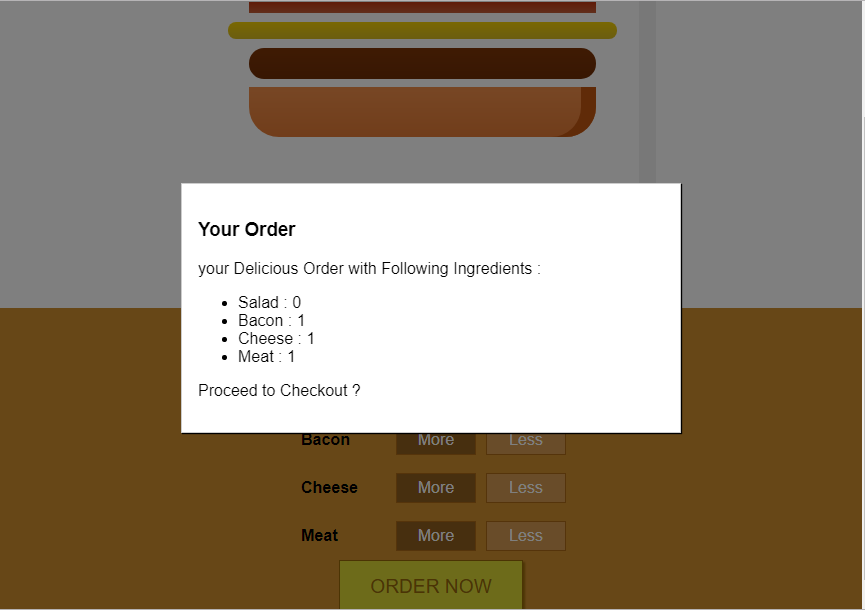 Your Order
your Delicious Order with Following Ingredients :
Salad : 0
Bacon : 1
Cheese : 1
Meat : 1
Proceed to Checkout ?
Bacon More Less
Cheese More Less
Meat More Less
ORDER NOW